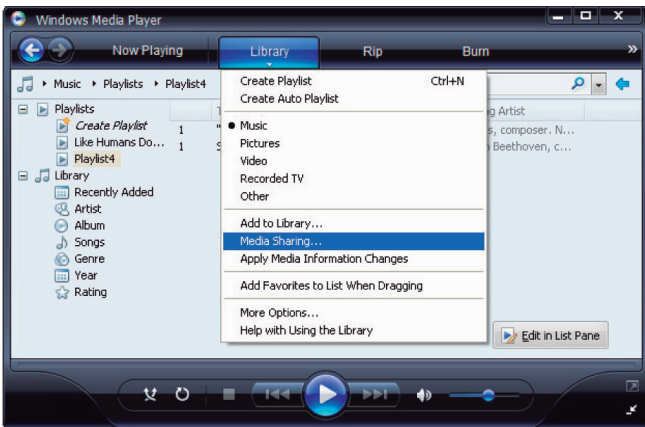 Windows Media Player
Now Playing Library Rip Burn »
Music Playlists Playlist4
Create Playlist Ctrl+N
Create Auto Playlist
Music
Pictures
Video
Recorded TV
Other
Add to Library...
Media Sharing...
Apply Media Information Changes
Add Favorites to List When Dragging
More Options...
Help with Using the Library
Playlists
Create Playlist
Like Humans Do...
Playlist4
Library
Recently Added
Artist
Album
Songs
Genre
Year
Rating
1
1
Artist
s, composer. N...
Beethoven, c...
Edit in List Pane